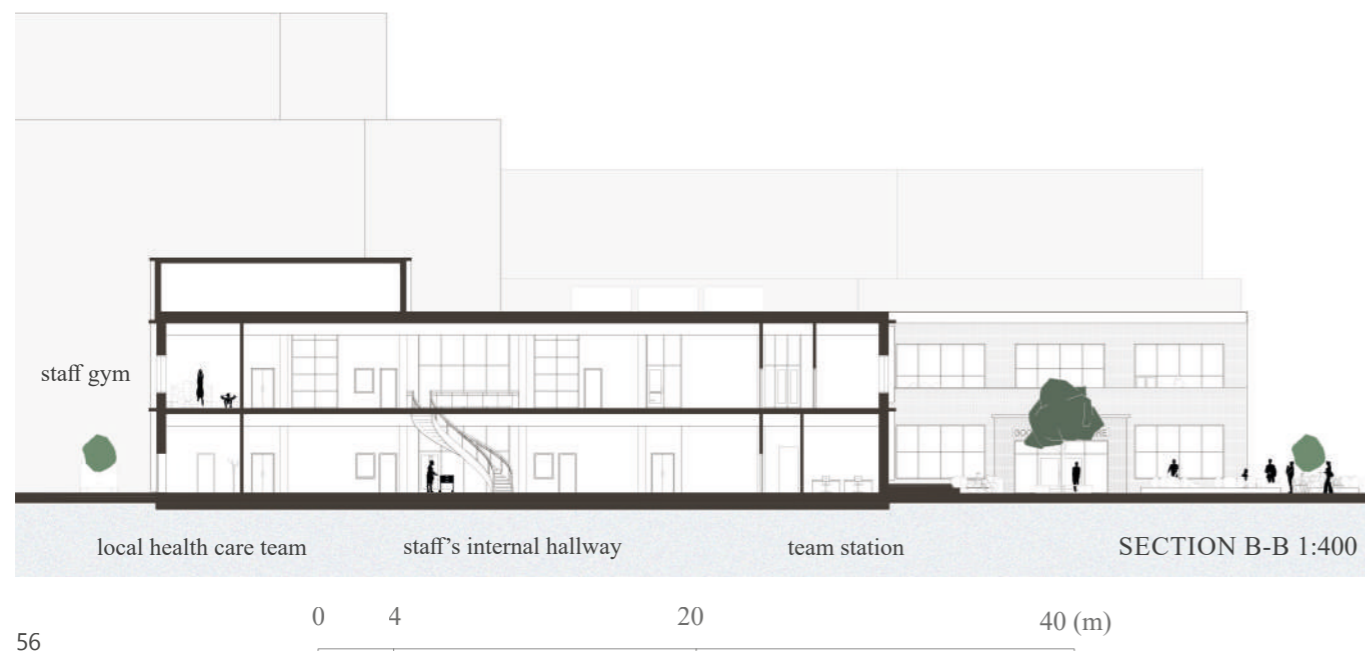 staff gym
local health care team
staff's internal hallway
team station
SECTION B-B 1:400
0
4
20
40 (m)
56